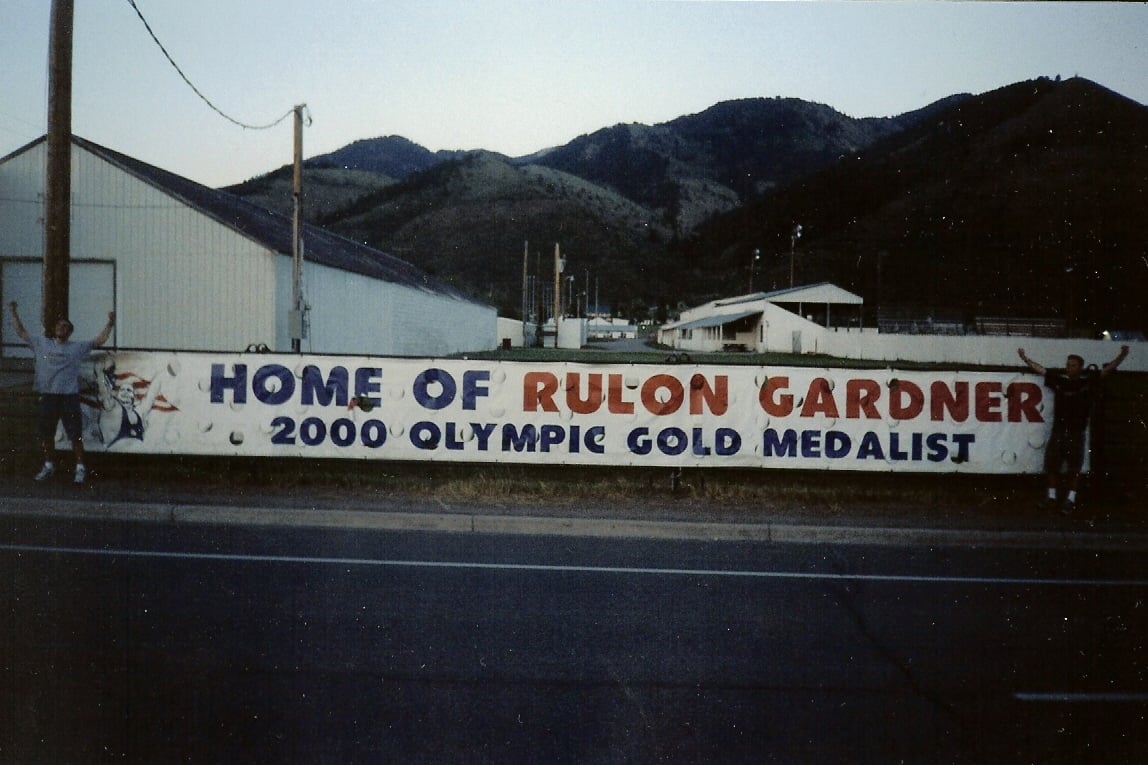 HOME OF RULON GARDNER
2000 OLYMPIC GOLD MEDALIST